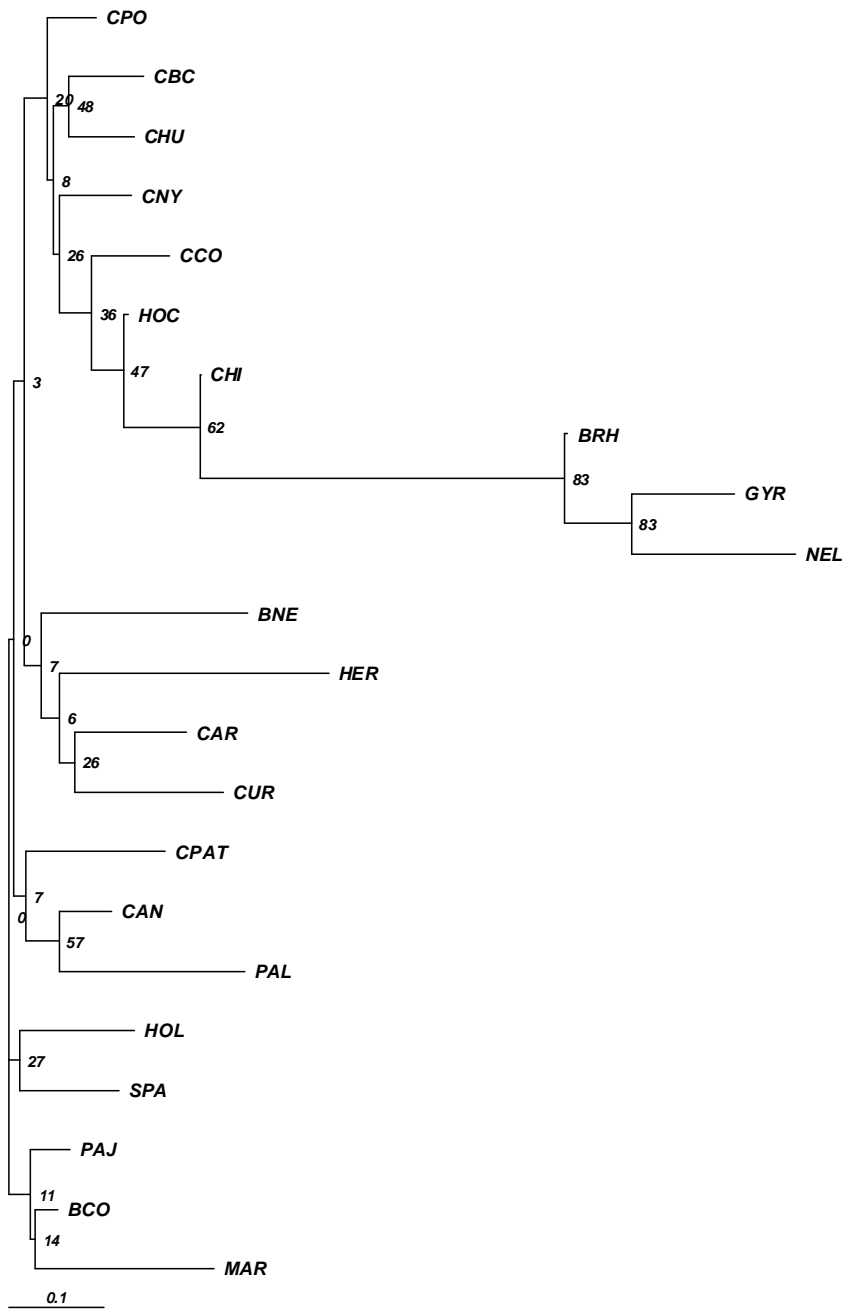 CPO
CBC
20
48
CHU
8
CNY
26
CCO
36
HOC
47
CHI
3
62
BRH
83
GYR
83
NEL
BNE
0
7
HER
6
CAR
26
CUR
CPAT
7
0
CAN
57
PAL
HOL
27
SPA
PAJ
11
BCO
14
MAR
0.1